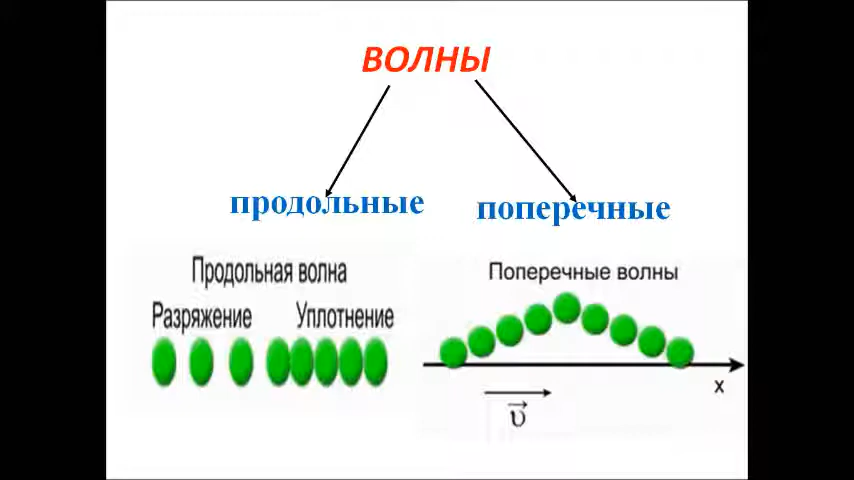 ВОЛНЫ
продольные
поперечные
Продольная волна
Разряжение Уплотнение
Поперечные волны
x
υ